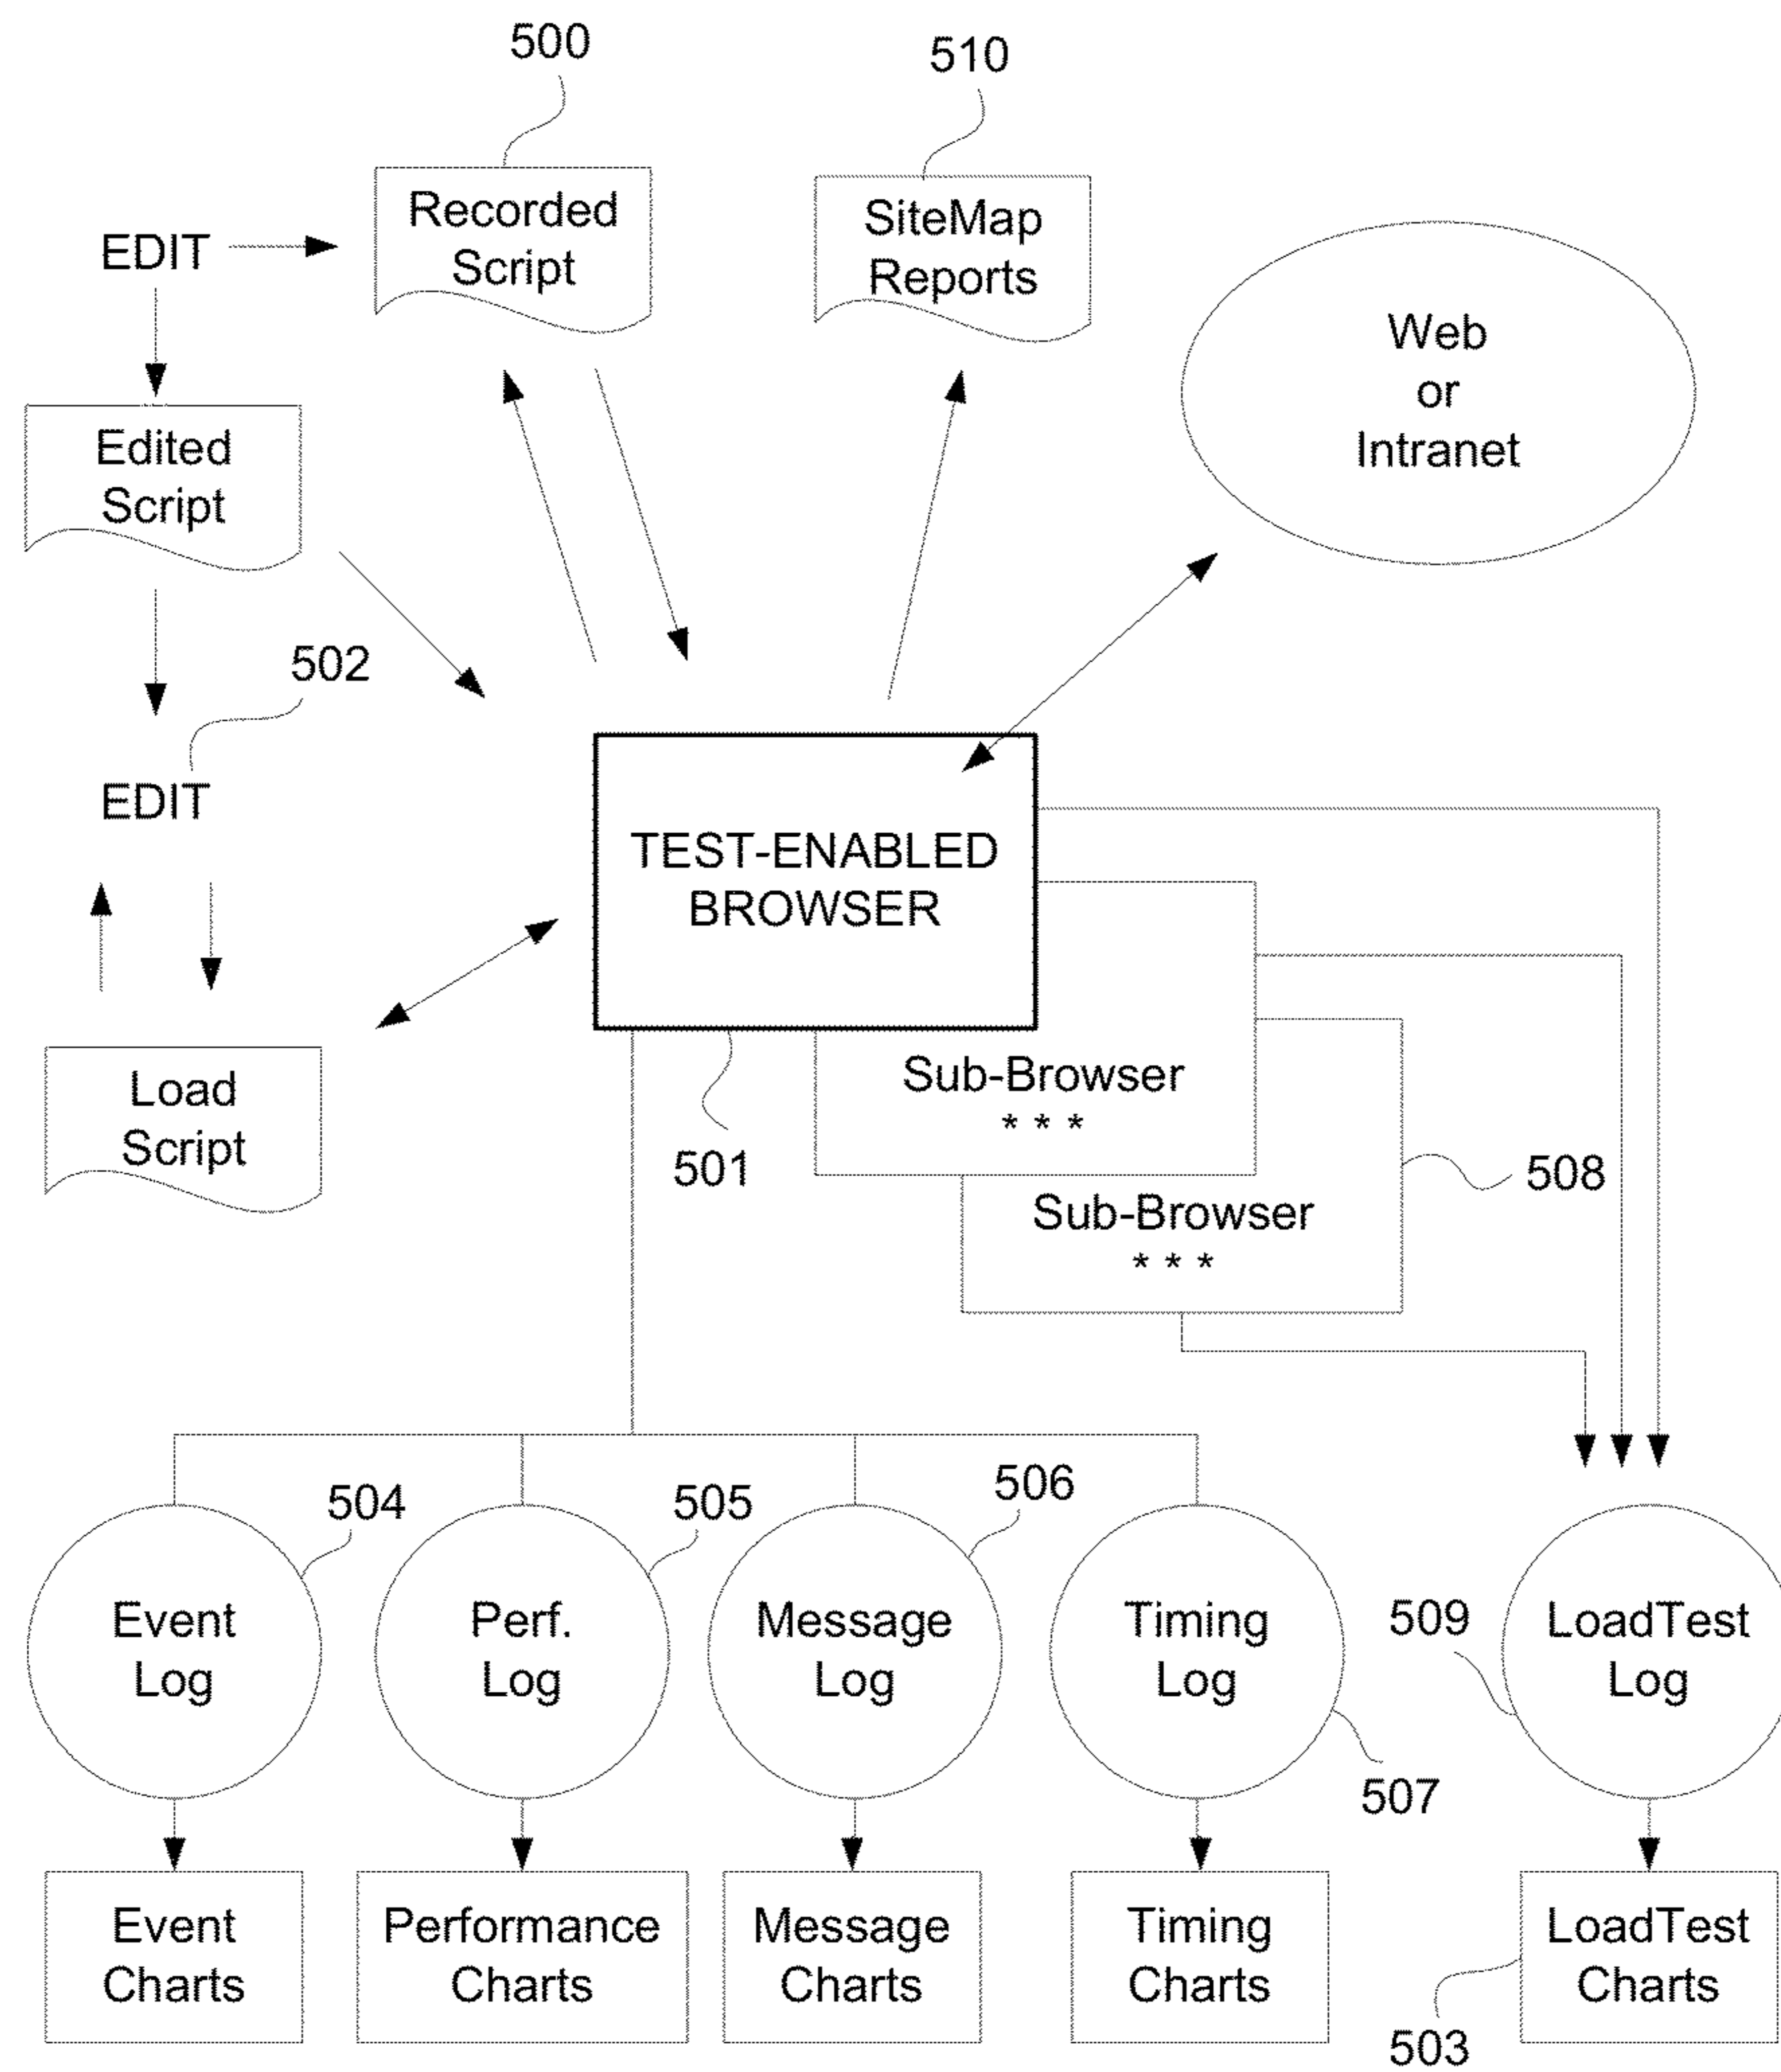 500
510
Recorded
Script
SiteMap
Reports
EDIT
Web
or
Intranet
Edited
Script
502
EDIT
TEST-ENABLED
BROWSER
Load
Script
Sub-Browser
* * *
501
508
Sub-Browser
* * *
504
505
506
Event
Log
Perf.
Log
Message
Log
Timing
Log
509
LoadTest
Log
507
Event
Charts
Performance
Charts
Message
Charts
Timing
Charts
LoadTest
Charts
503